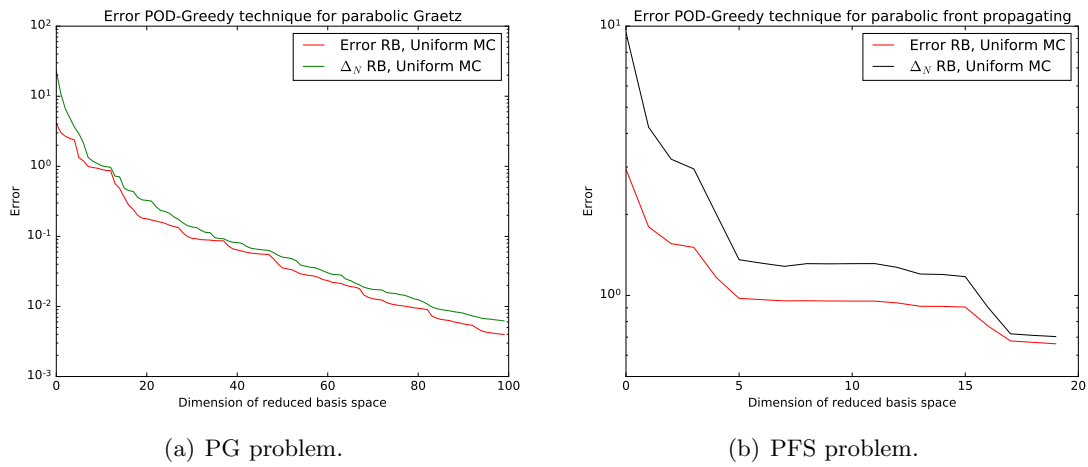 Error POD-Greedy technique for parabolic Graetz
10^2
10^1
10^0
10^-1
10^-2
10^-3
Error
0
20
40
60
80
100
Dimension of reduced basis space
Error RB, Uniform MC
Δ_N RB, Uniform MC
(a) PG problem.
Error POD-Greedy technique for parabolic front propagating
10^1
10^0
Error
0
5
10
15
20
Dimension of reduced basis space
Error RB, Uniform MC
Δ_N RB, Uniform MC
(b) PFS problem.